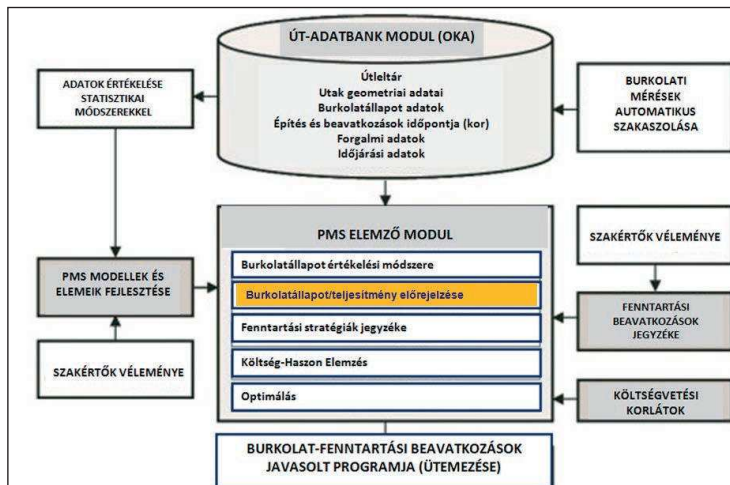 ÚT-ADATBANK MODUL (OKA)
Útleltár
Utak geometriai adatai
Burkolatállapot adatok
Építés és beavatkozások időpontja (kor)
Forgalmi adatok
Időjárási adatok
ADATOK ÉRTÉKELÉSE
STATISZTIKAI
MÓDSZEREKKEL
BURKOLATI
MÉRÉSEK
AUTOMATIKUS
SZAKASZOLÁSA
PMS ELEMZŐ MODUL
Burkolatállapot értékelési módszere
Burkolatállapot/teljesítmény előrejelzése
Fenntartási stratégiák jegyzéke
Költség-Haszon Elemzés
Optimálás
PMS MODELLEK ÉS
ELEMEIK FEJLESZTÉSE
SZAKÉRTŐK VÉLEMÉNYE
SZAKÉRTŐK VÉLEMÉNYE
FENNTARTÁSI
BEAVATKOZÁSOK
JEGYZÉKE
KÖLTSÉGVETÉSI
KORLÁTOK
BURKOLAT-FENNTARTÁSI BEAVATKOZÁSOK
JAVASOLT PROGRAMJA (ÜTEMEZÉSE)